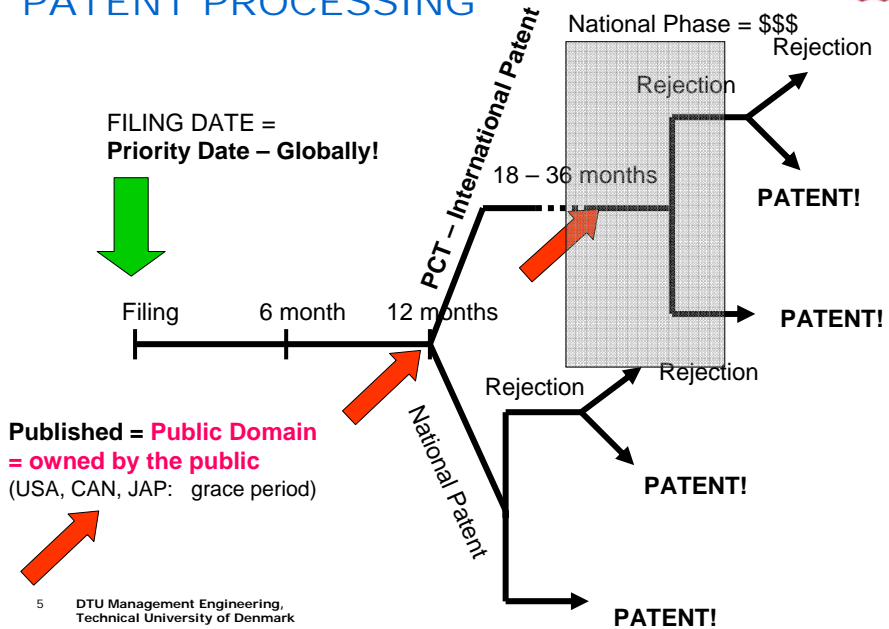 PATENT PROCESSING
National Phase = $$$
Rejection
Rejection
PCT – International Patent
FILING DATE =
Priority Date – Globally!
18 – 36 months
PATENT!
Filing
6 month
12 months
PATENT!
Rejection
Rejection
National Patent
Published = Public Domain
= owned by the public
(USA, CAN, JAP: grace period)
PATENT!
5
DTU Management Engineering,
Technical University of Denmark
PATENT!